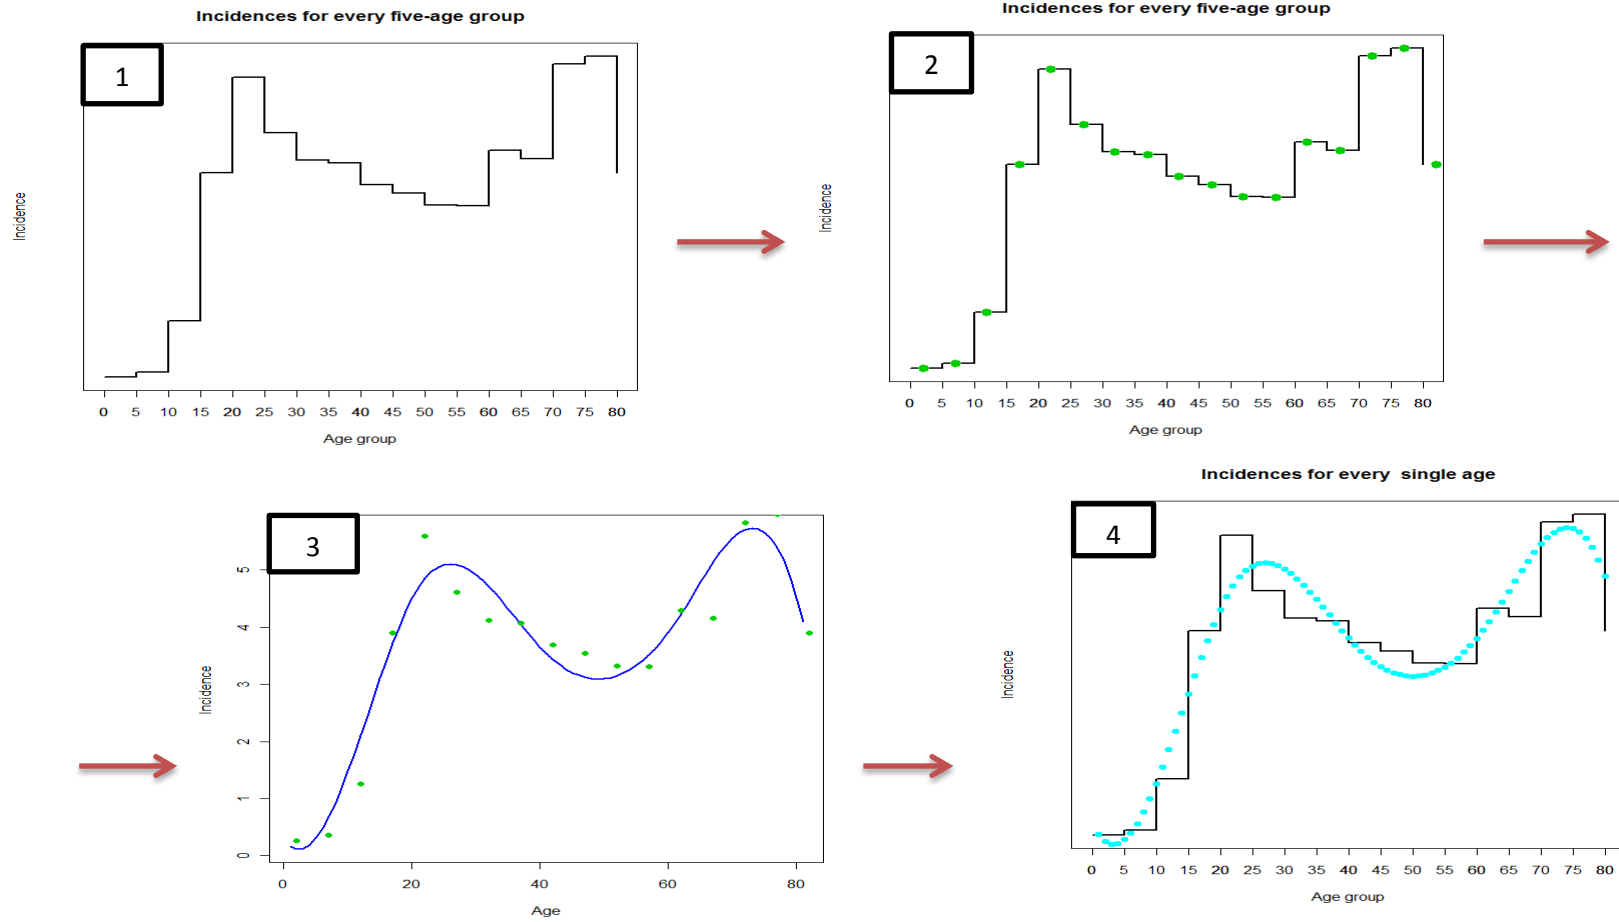 Incidences for every five-age group
1
Incidence
0 5 10 15 20 25 30 35 40 45 50 55 60 65 70 75 80
Age group
Incidences for every five-age group
2
Incidence
0 5 10 15 20 25 30 35 40 45 50 55 60 65 70 75 80
Age group
3
Incidence
5
4
3
2
1
0
0 20 40 60 80
Age
Incidences for every single age
4
Incidence
0 5 10 15 20 25 30 35 40 45 50 55 60 65 70 75 80
Age group